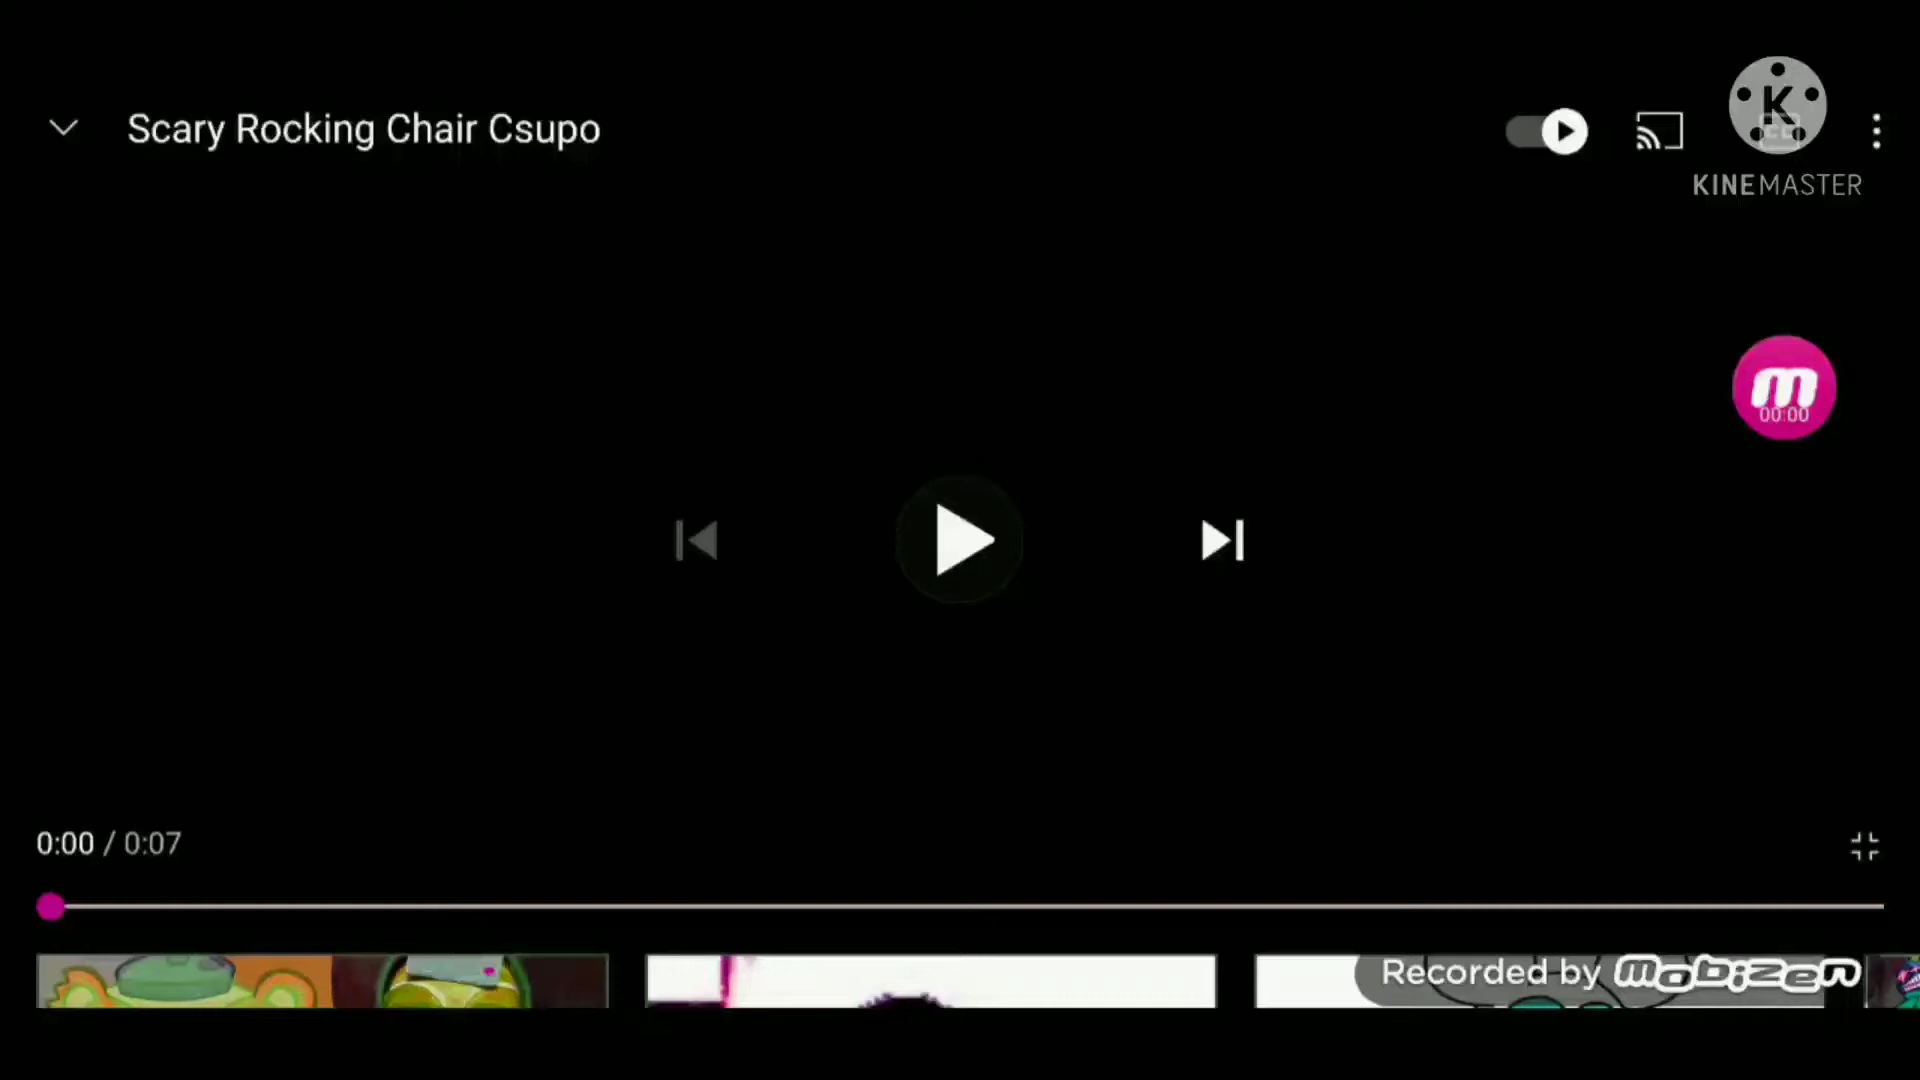 Scary Rocking Chair Csupo
K
KINEMASTER
m
00:00
0:00 / 0:07
Recorded by mobizen